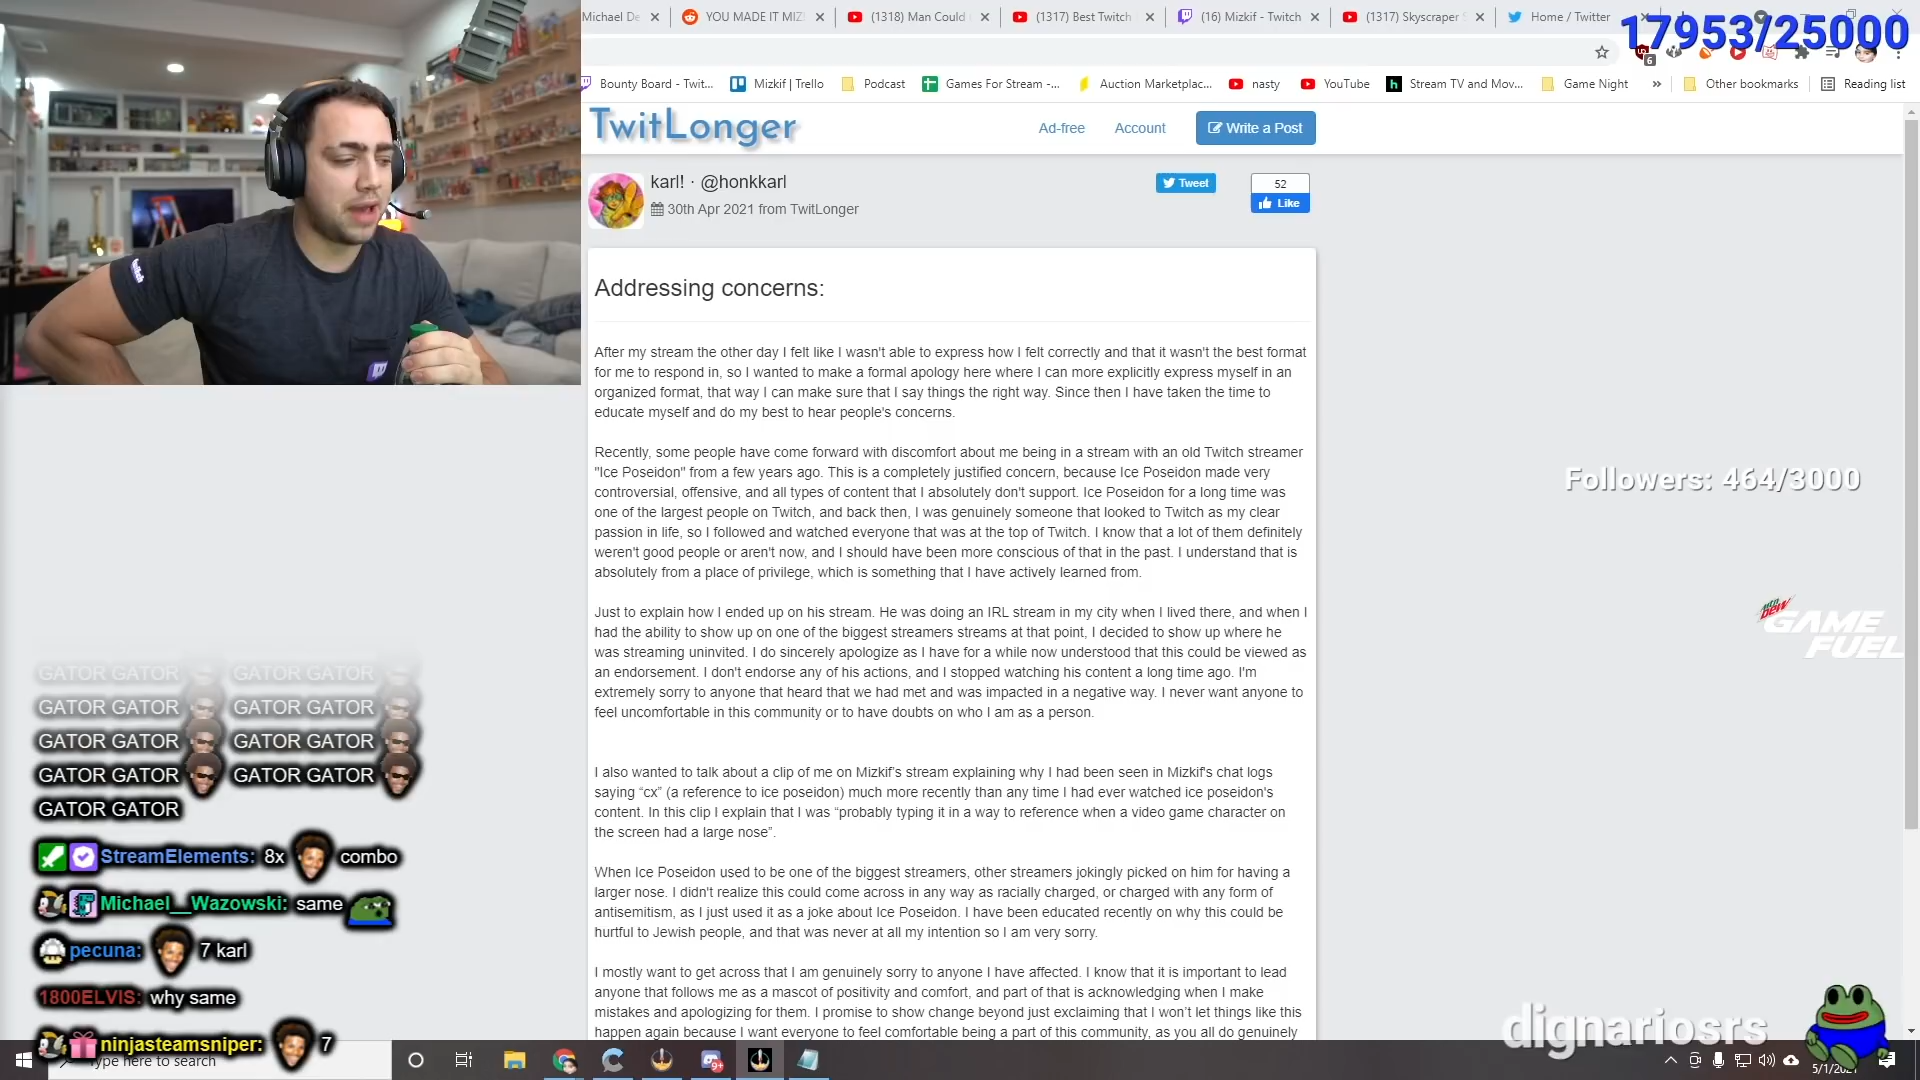 Michael De
YOU MADE IT MIZ
(1318) Man Could
(1317) Best Twitch
(16) Mizkif - Twitch
(1317) Skyscraper
Home / Twitter
17953/25000
6
Bounty Board - Twit...
Mizkif | Trello
Podcast
Games For Stream -...
Auction Marketplac...
nasty
YouTube
Stream TV and Mov...
Game Night
»
Other bookmarks
Reading list
TwitLonger
Ad-free
Account
Write a Post
karl! · @honkkarl
30th Apr 2021 from TwitLonger
Tweet
52
Like
Addressing concerns:
After my stream the other day I felt like I wasn't able to express how I felt correctly and that it wasn't the best format
for me to respond in, so I wanted to make a formal apology here where I can more explicitly express myself in an
organized format, that way I can make sure that I say things the right way. Since then I have taken the time to
educate myself and do my best to hear people's concerns.
Recently, some people have come forward with discomfort about me being in a stream with an old Twitch streamer
"Ice Poseidon" from a few years ago. This is a completely justified concern, because Ice Poseidon made very
controversial, offensive, and all types of content that I absolutely don't support. Ice Poseidon for a long time was
one of the largest people on Twitch, and back then, I was genuinely someone that looked to Twitch as my clear
passion in life, so I followed and watched everyone that was at the top of Twitch. I know that a lot of them definitely
weren't good people or aren't now, and I should have been more conscious of that in the past. I understand that is
absolutely from a place of privilege, which is something that I have actively learned from.
Just to explain how I ended up on his stream. He was doing an IRL stream in my city when I lived there, and when I
had the ability to show up on one of the biggest streamers streams at that point, I decided to show up where he
was streaming uninvited. I do sincerely apologize as I have for a while now understood that this could be viewed as
an endorsement. I don't endorse any of his actions, and I stopped watching his content a long time ago. I'm
extremely sorry to anyone that heard that we had met and was impacted in a negative way. I never want anyone to
feel uncomfortable in this community or to have doubts on who I am as a person.
I also wanted to talk about a clip of me on Mizkif's stream explaining why I had been seen in Mizkif's chat logs
saying “cx” (a reference to ice poseidon) much more recently than any time I had ever watched ice poseidon's
content. In this clip I explain that I was “probably typing it in a way to reference when a video game character on
the screen had a large nose”.
When Ice Poseidon used to be one of the biggest streamers, other streamers jokingly picked on him for having a
larger nose. I didn't realize this could come across in any way as racially charged, or charged with any form of
antisemitism, as I just used it as a joke about Ice Poseidon. I have been educated recently on why this could be
hurtful to Jewish people, and that was never at all my intention so I am very sorry.
I mostly want to get across that I am genuinely sorry to anyone I have affected. I know that it is important to lead
anyone that follows me as a mascot of positivity and comfort, and part of that is acknowledging when I make
mistakes and apologizing for them. I promise to show change beyond just exclaiming that I won't let things like this
happen again because I want everyone to feel comfortable being a part of this community, as you all do genuinely
Followers: 464/3000
MTN DEW
GAME
FUEL
GATOR GATOR GATOR GATOR
GATOR GATOR GATOR GATOR
GATOR GATOR GATOR GATOR
GATOR GATOR GATOR GATOR
GATOR GATOR
StreamElements: 8x combo
Michael__Wazowski: same
pecuna: 7 karl
1800ELVIS: why same
ninjasteamsniper: 7
dignariosrs
Type here to search
9+